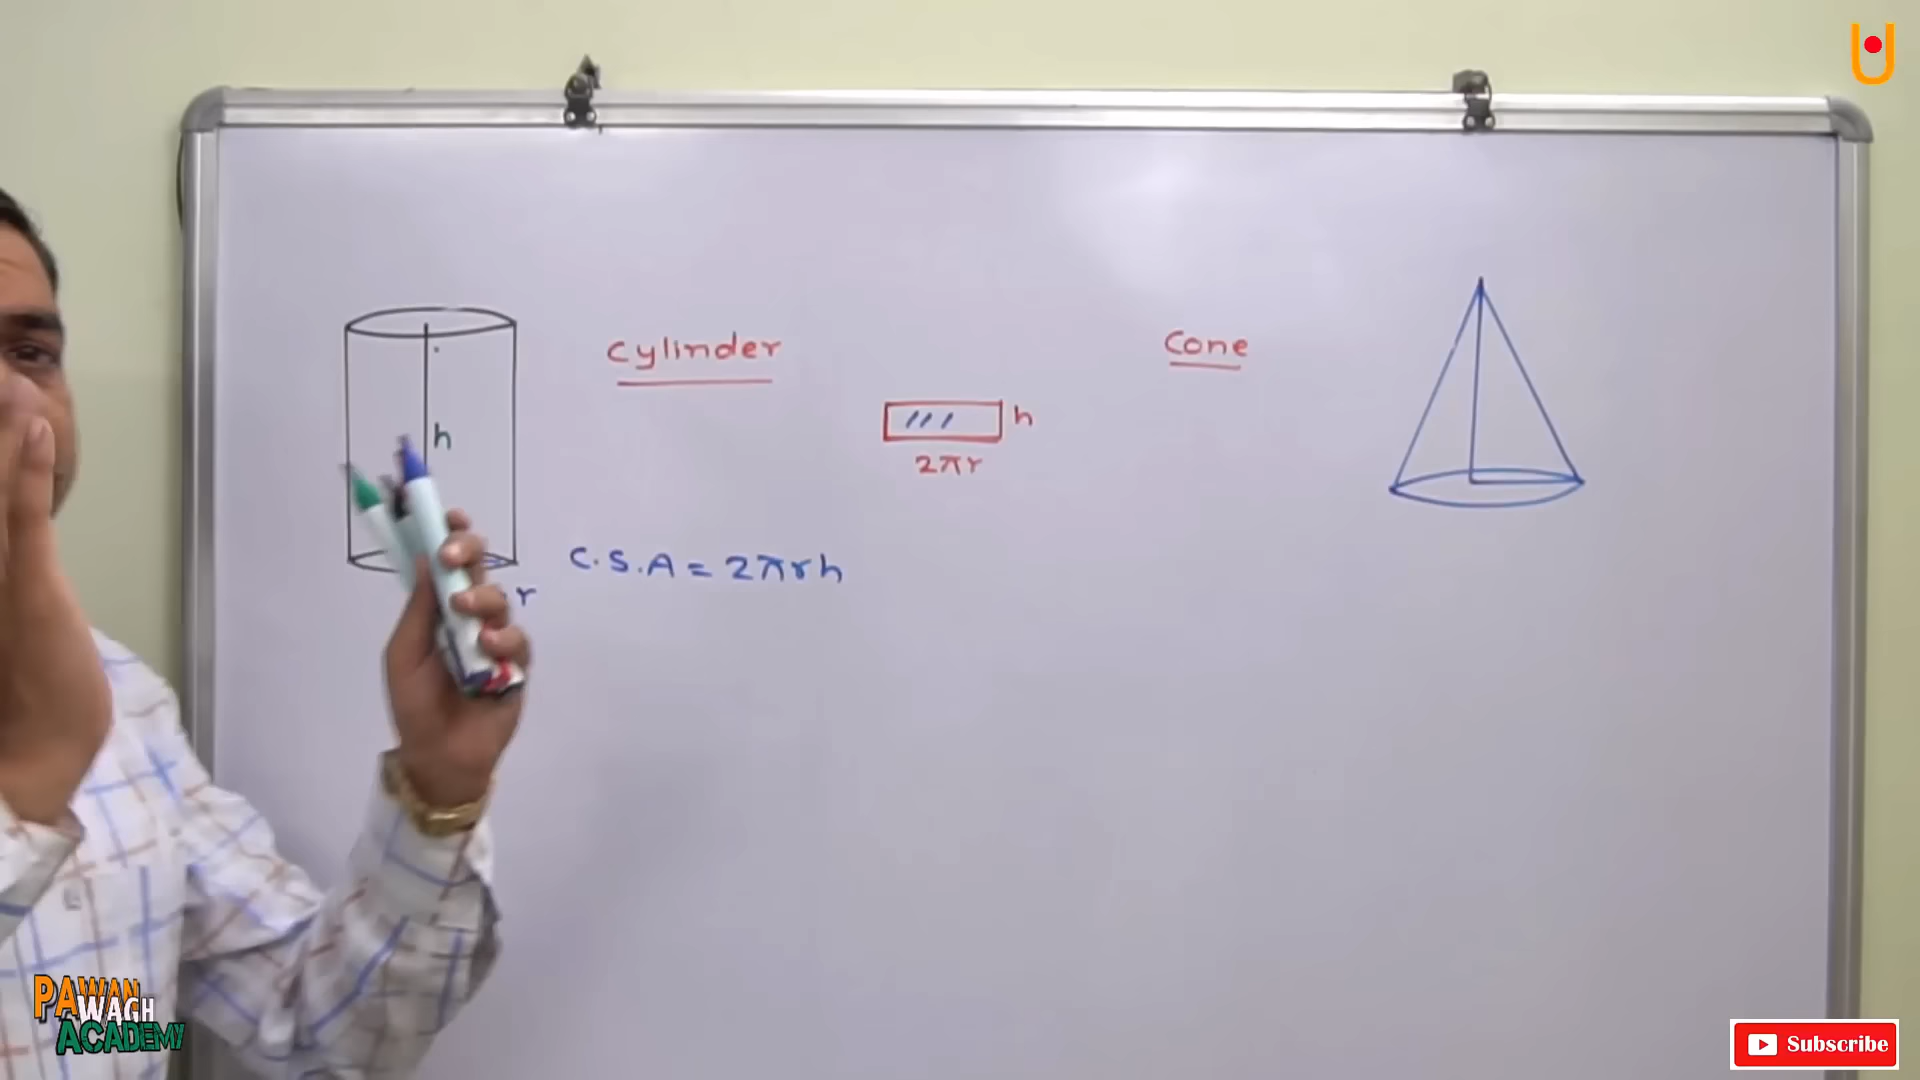 Cylinder
Cone
h
h
2πr
C.S.A = 2πrh
r
PAWAN
WAGH
ACADEMY
Subscribe